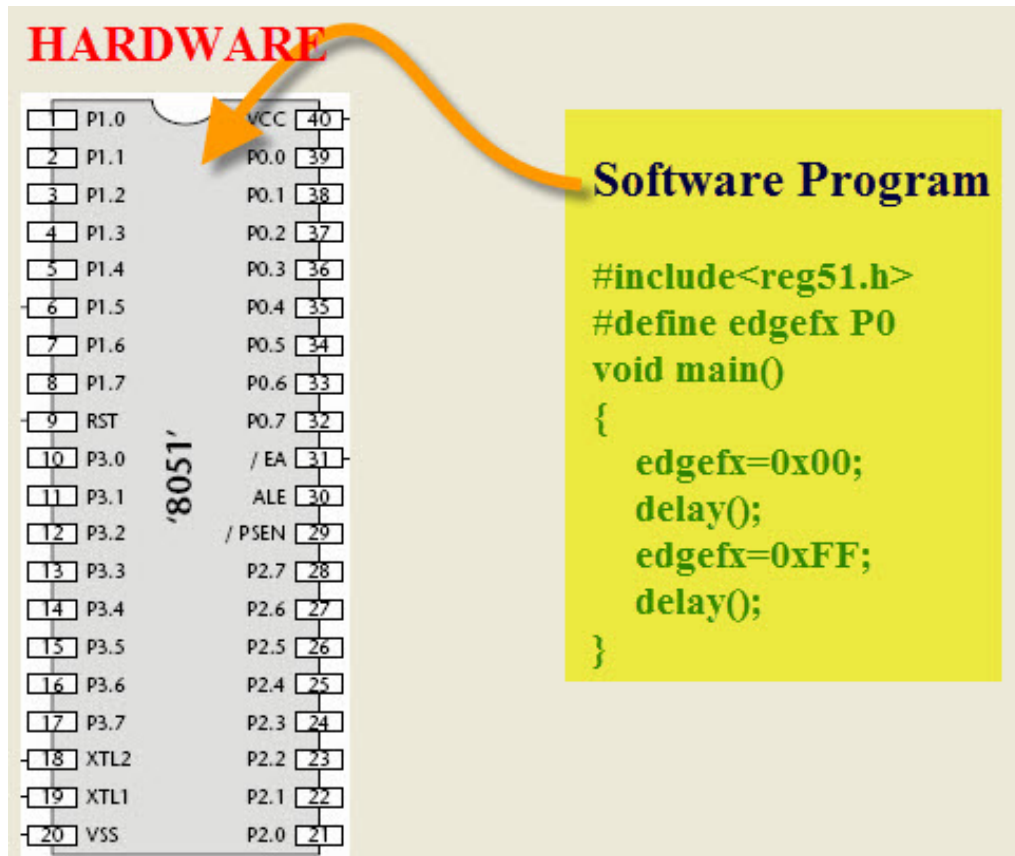 HARDWARE
1 P1.0 VCC 40
2 P1.1 P0.0 39
3 P1.2 P0.1 38
4 P1.3 P0.2 37
5 P1.4 P0.3 36
6 P1.5 P0.4 35
7 P1.6 P0.5 34
8 P1.7 P0.6 33
9 RST P0.7 32
10 P3.0 / EA 31
11 P3.1 ALE 30
12 P3.2 / PSEN 29
13 P3.3 P2.7 28
14 P3.4 P2.6 27
15 P3.5 P2.5 26
16 P3.6 P2.4 25
17 P3.7 P2.3 24
18 XTL2 P2.2 23
19 XTL1 P2.1 22
20 VSS P2.0 21
'8051'
Software Program
#include<reg51.h>
#define edgefx P0
void main()
{
edgefx=0x00;
delay();
edgefx=0xFF;
delay();
}